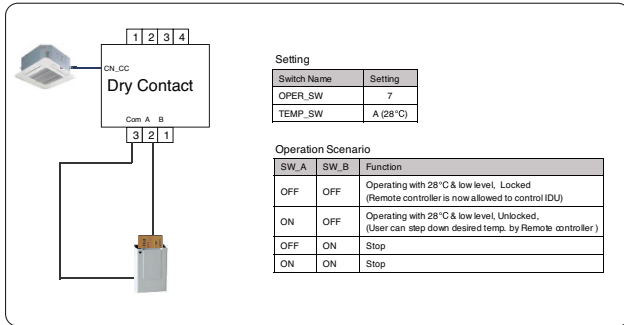 1 2 3 4
CN_CC
Dry Contact
Com A B
3 2 1
Setting
Switch Name Setting
OPER_SW 7
TEMP_SW A (28°C)
Operation Scenario
SW_A SW_B Function
OFF OFF Operating with 28°C & low level, Locked
(Remote controller is now allowed to control IDU)
ON OFF Operating with 28°C & low level, Unlocked,
(User can step down desired temp. by Remote controller )
OFF ON Stop
ON ON Stop